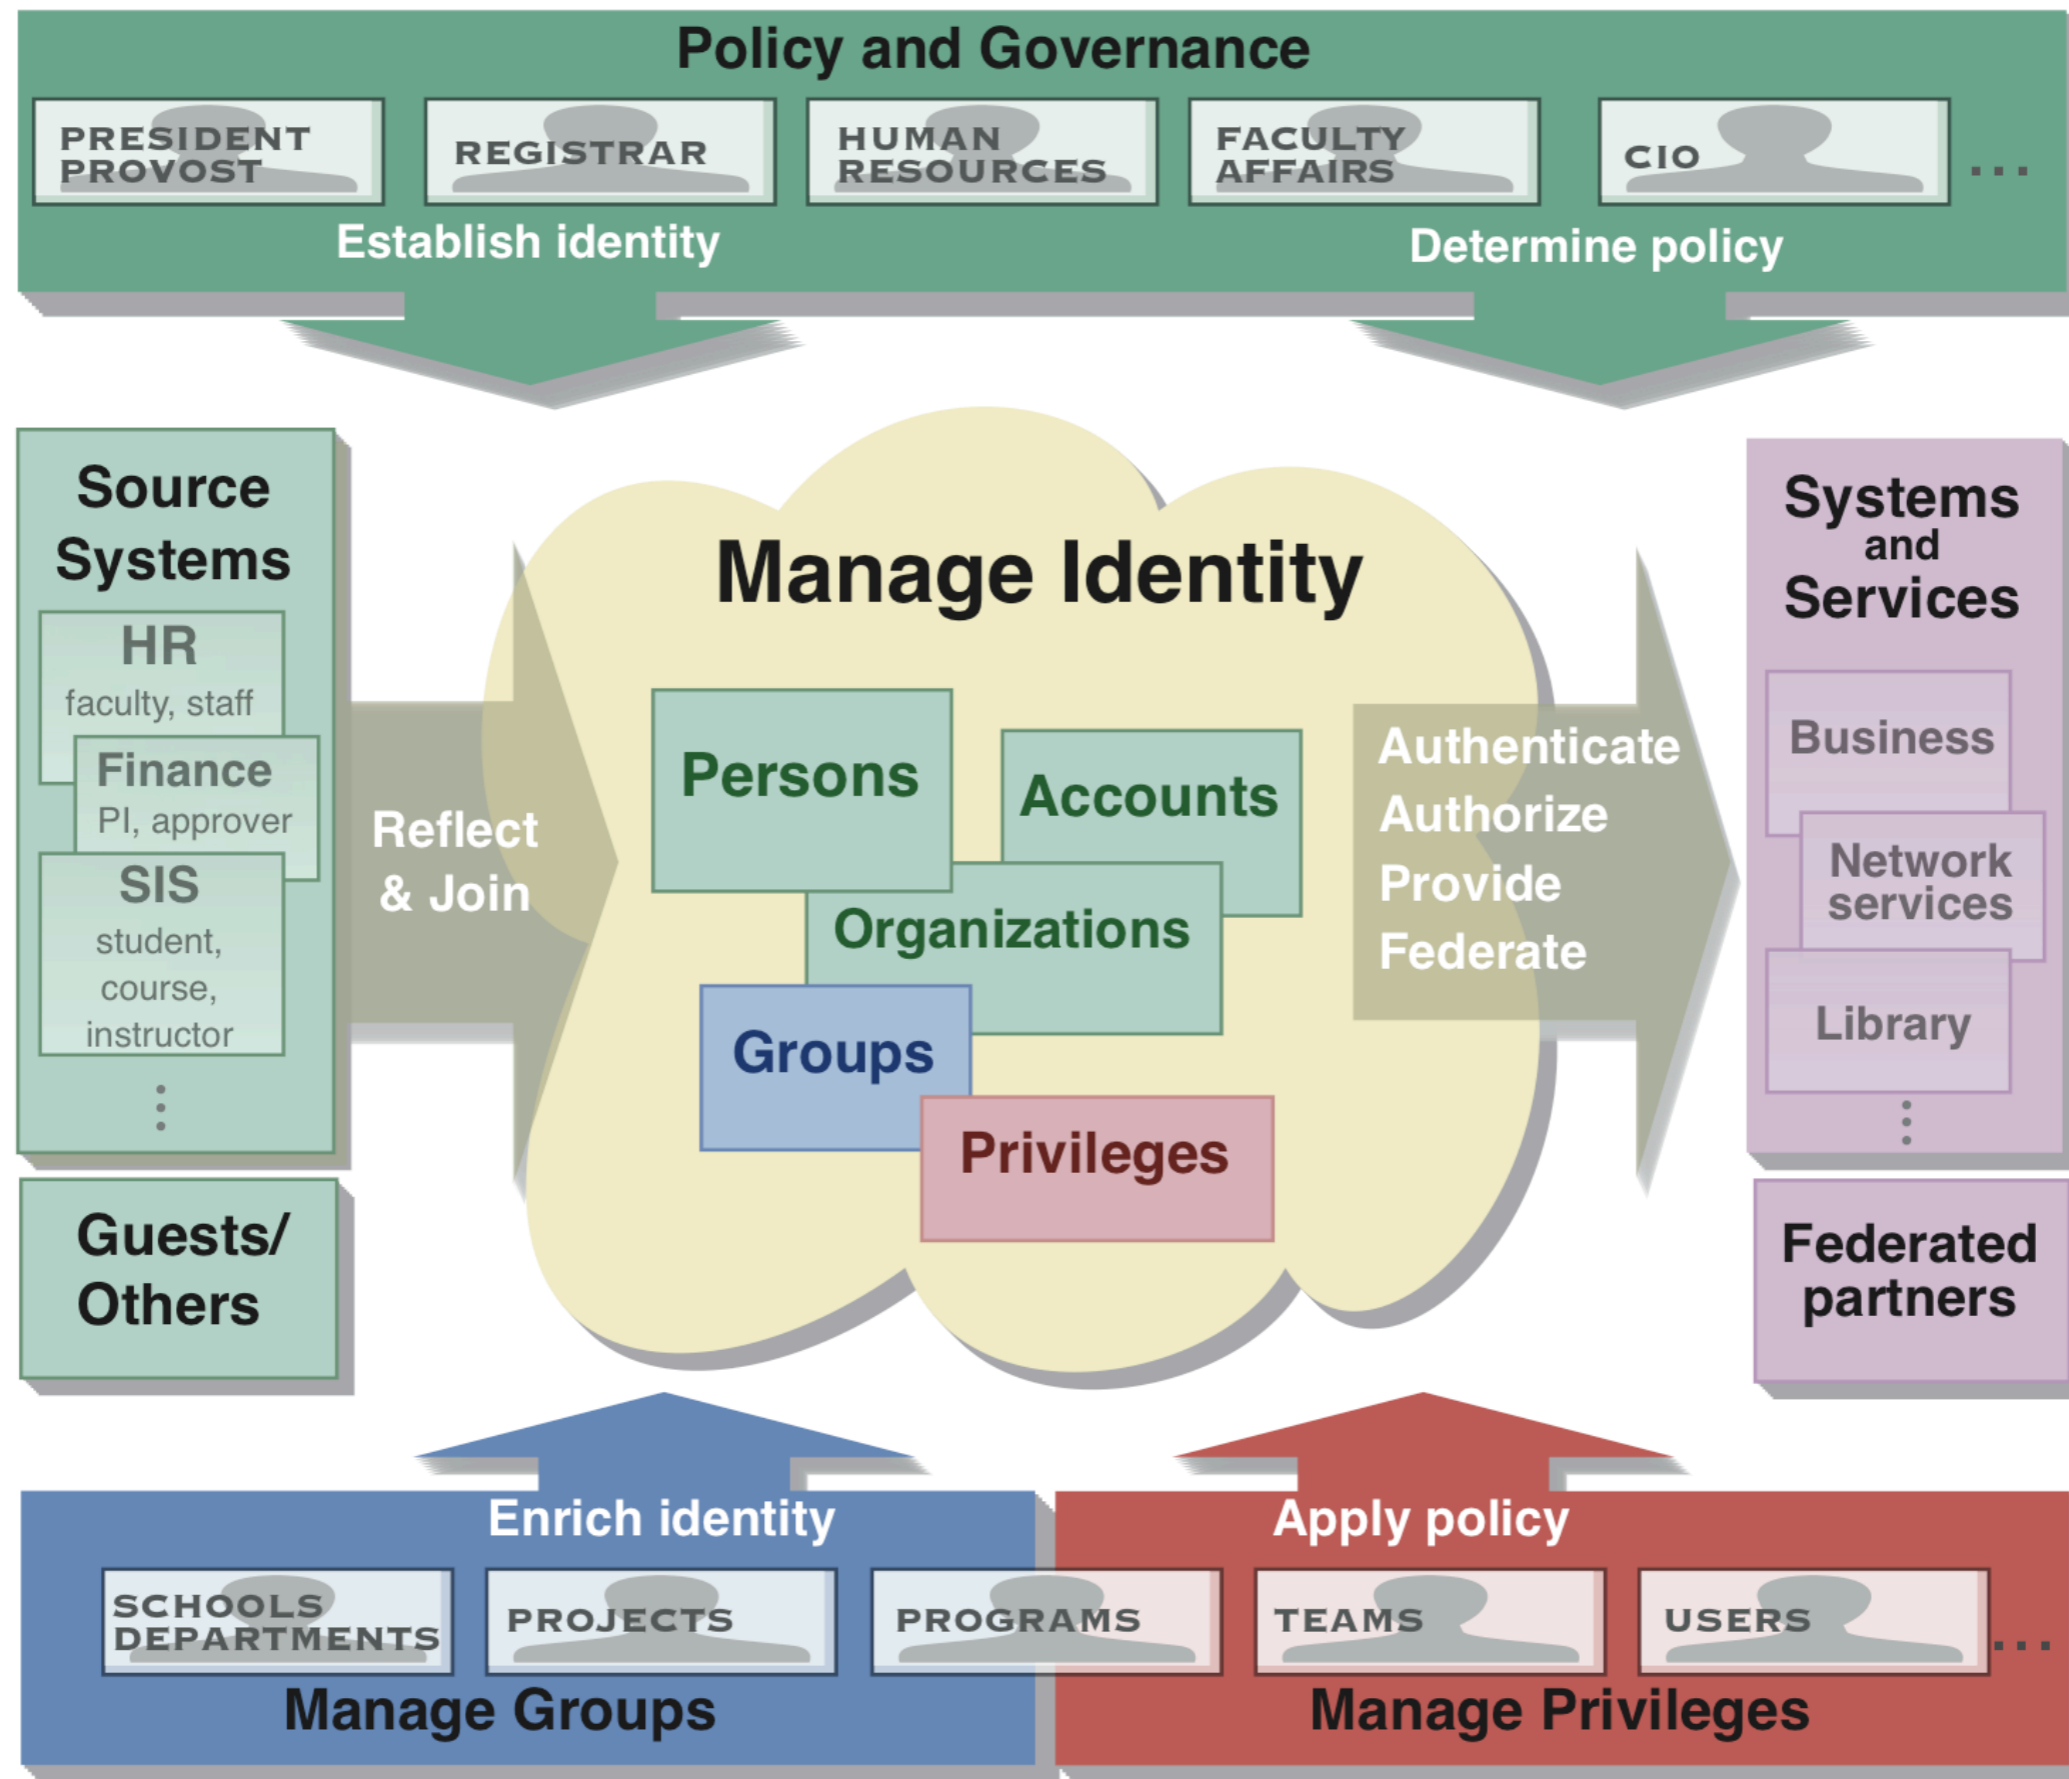 Policy and Governance
PRESIDENT
PROVOST
REGISTRAR
HUMAN
RESOURCES
FACULTY
AFFAIRS
CIO
...
Establish identity
Determine policy
Source
Systems
HR
faculty, staff
Finance
PI, approver
SIS
student,
course,
instructor
Guests/
Others
Reflect
& Join
Manage Identity
Persons
Accounts
Organizations
Groups
Privileges
Authenticate
Authorize
Provide
Federate
Systems
and
Services
Business
Network
services
Library
Federated
partners
Enrich identity
Apply policy
SCHOOLS
DEPARTMENTS
PROJECTS
PROGRAMS
TEAMS
USERS
...
Manage Groups
Manage Privileges